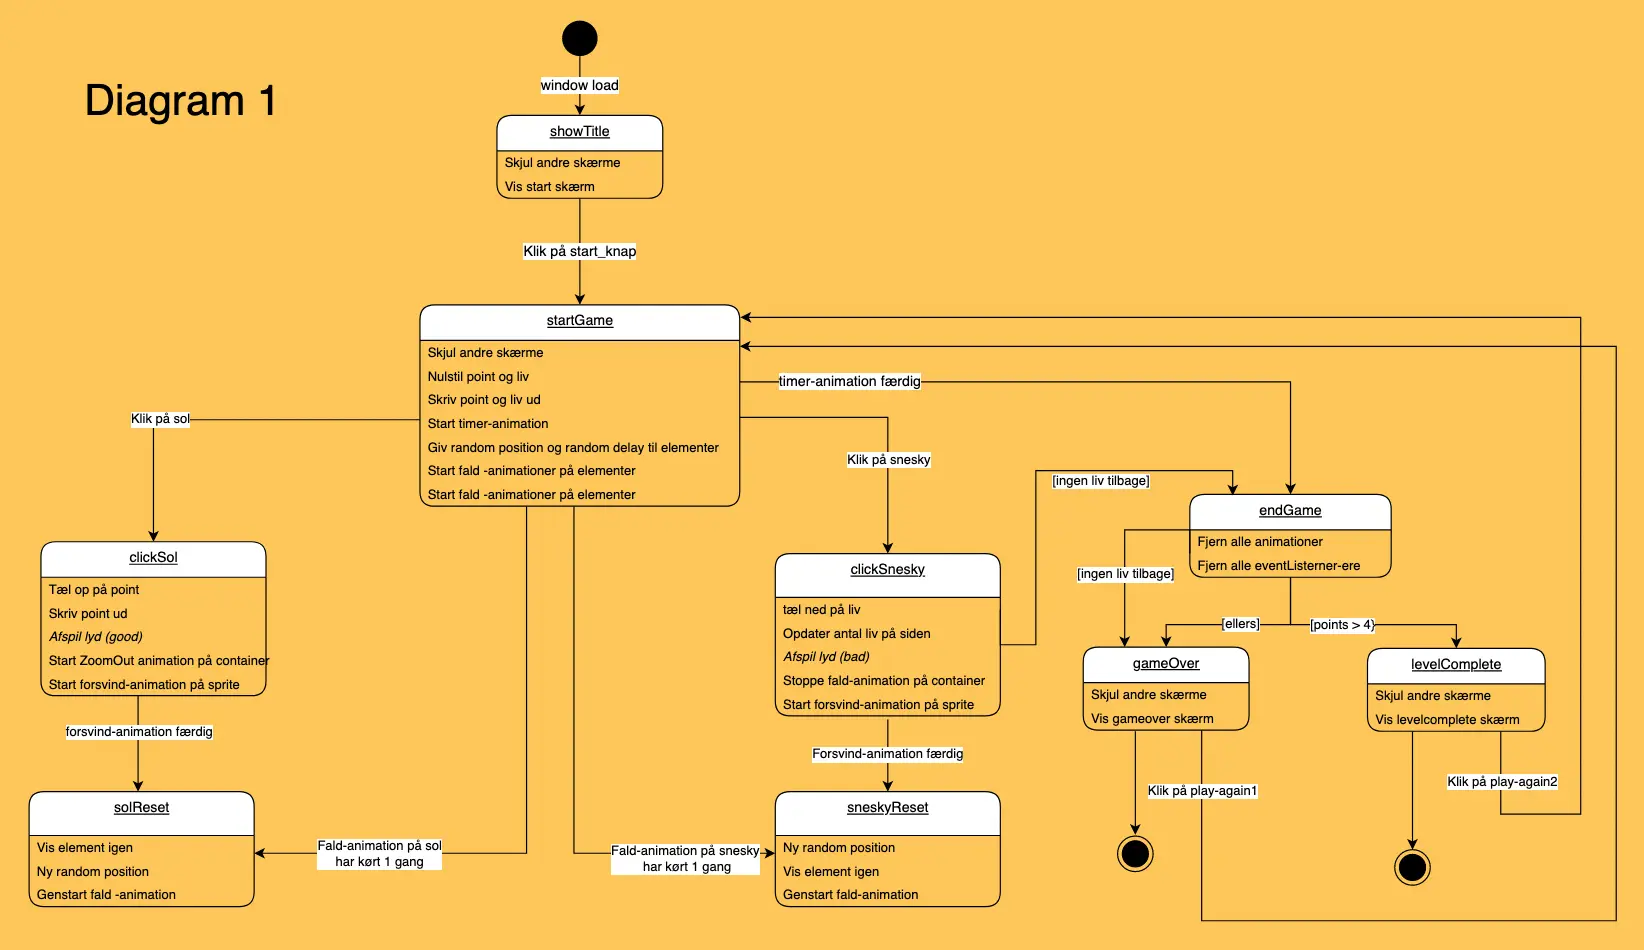 Diagram 1
window load
showTitle
Skjul andre skærme
Vis start skærm
Klik på start_knap
startGame
Skjul andre skærme
Nulstil point og liv
Skriv point og liv ud
Start timer-animation
Giv random position og random delay til elementer
Start fald -animationer på elementer
Start fald -animationer på elementer
timer-animation færdig
Klik på sol
Klik på snesky
[ingen liv tilbage]
endGame
Fjern alle animationer
Fjern alle eventListerner-ere
clickSol
Tæl op på point
Skriv point ud
Afspil lyd (good)
Start ZoomOut animation på container
Start forsvind-animation på sprite
clickSnesky
tæl ned på liv
Opdater antal liv på siden
Afspil lyd (bad)
Stoppe fald-animation på container
Start forsvind-animation på sprite
[ingen liv tilbage]
[ellers]
[points > 4}
gameOver
Skjul andre skærme
Vis gameover skærm
levelComplete
Skjul andre skærme
Vis levelcomplete skærm
forsvind-animation færdig
Forsvind-animation færdig
Klik på play-again1
Klik på play-again2
solReset
Vis element igen
Ny random position
Genstart fald -animation
Fald-animation på sol
har kørt 1 gang
Fald-animation på snesky
har kørt 1 gang
sneskyReset
Ny random position
Vis element igen
Genstart fald-animation